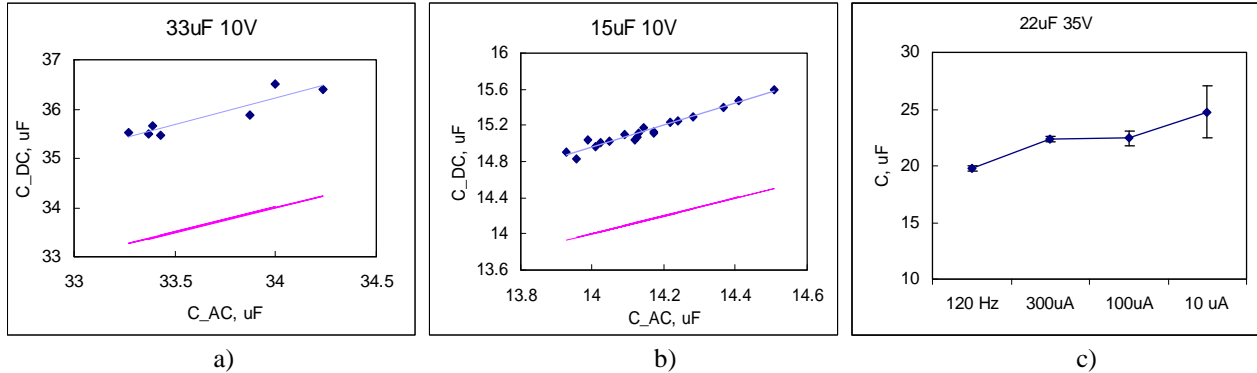 33uF 10V
37
36
35
34
33
C_DC, uF
33
33.5
34
34.5
C_AC, uF
a)
15uF 10V
16
15.6
15.2
14.8
14.4
14
13.6
C_DC, uF
13.8
14
14.2
14.4
14.6
C_AC, uF
b)
22uF 35V
30
25
20
15
10
C, uF
120 Hz
300uA
100uA
10 uA
c)